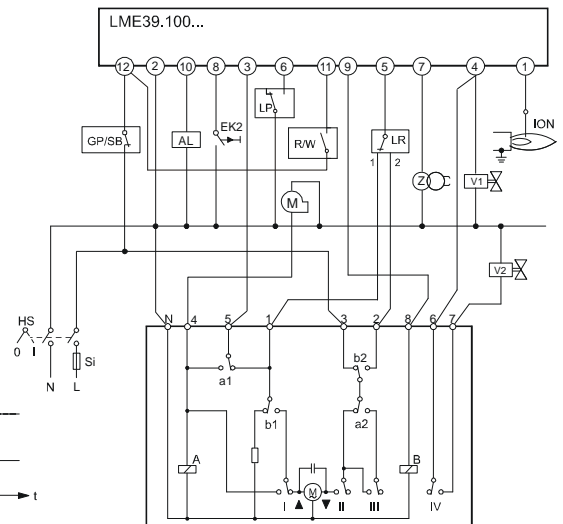 LME39.100...
12 2 10 8 3 6 11 9 5 7 4 1
EK2
ION
LP
GP/SB
AL
R/W
LR
1 2
Z
V1
M
V2
HS
0 I
Si
N L
N 4 5 1 3 2 8 6 7
a1
b2
b1
a2
A
B
M
I II III IV
t